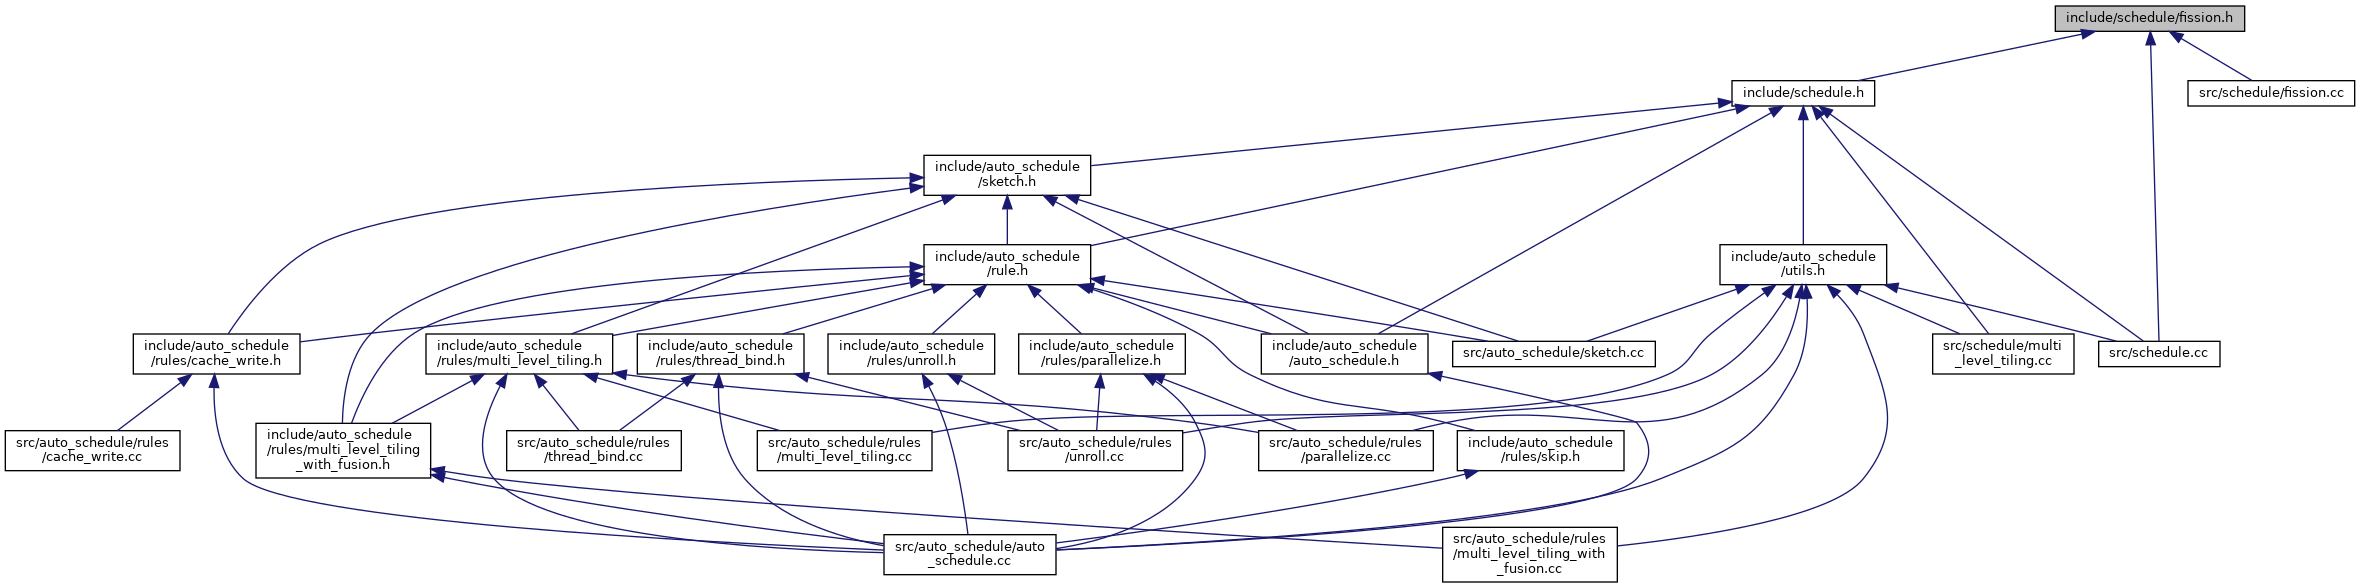 include/schedule/fission.h
include/schedule.h
src/schedule/fission.cc
include/auto_schedule
/sketch.h
include/auto_schedule
/rule.h
include/auto_schedule
/utils.h
include/auto_schedule
/rules/cache_write.h
include/auto_schedule
/rules/multi_level_tiling.h
include/auto_schedule
/rules/thread_bind.h
include/auto_schedule
/rules/unroll.h
include/auto_schedule
/rules/parallelize.h
include/auto_schedule
/auto_schedule.h
src/auto_schedule/sketch.cc
src/schedule/multi
_level_tiling.cc
src/schedule.cc
src/auto_schedule/rules
/cache_write.cc
include/auto_schedule
/rules/multi_level_tiling
_with_fusion.h
src/auto_schedule/rules
/thread_bind.cc
src/auto_schedule/rules
/multi_level_tiling.cc
src/auto_schedule/rules
/unroll.cc
src/auto_schedule/rules
/parallelize.cc
include/auto_schedule
/rules/skip.h
src/auto_schedule/auto
_schedule.cc
src/auto_schedule/rules
/multi_level_tiling_with
_fusion.cc